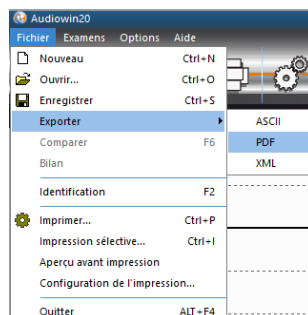 Audiowin20
Fichier Examens Options Aide
Nouveau Ctrl+N
Ouvrir... Ctrl+O
Enregistrer Ctrl+S
Exporter
ASCII
Comparer F6
PDF
Bilan
XML
Identification F2
Imprimer... Ctrl+P
Impression sélective... Ctrl+I
Aperçu avant impression
Configuration de l'impression...
Quitter ALT+F4